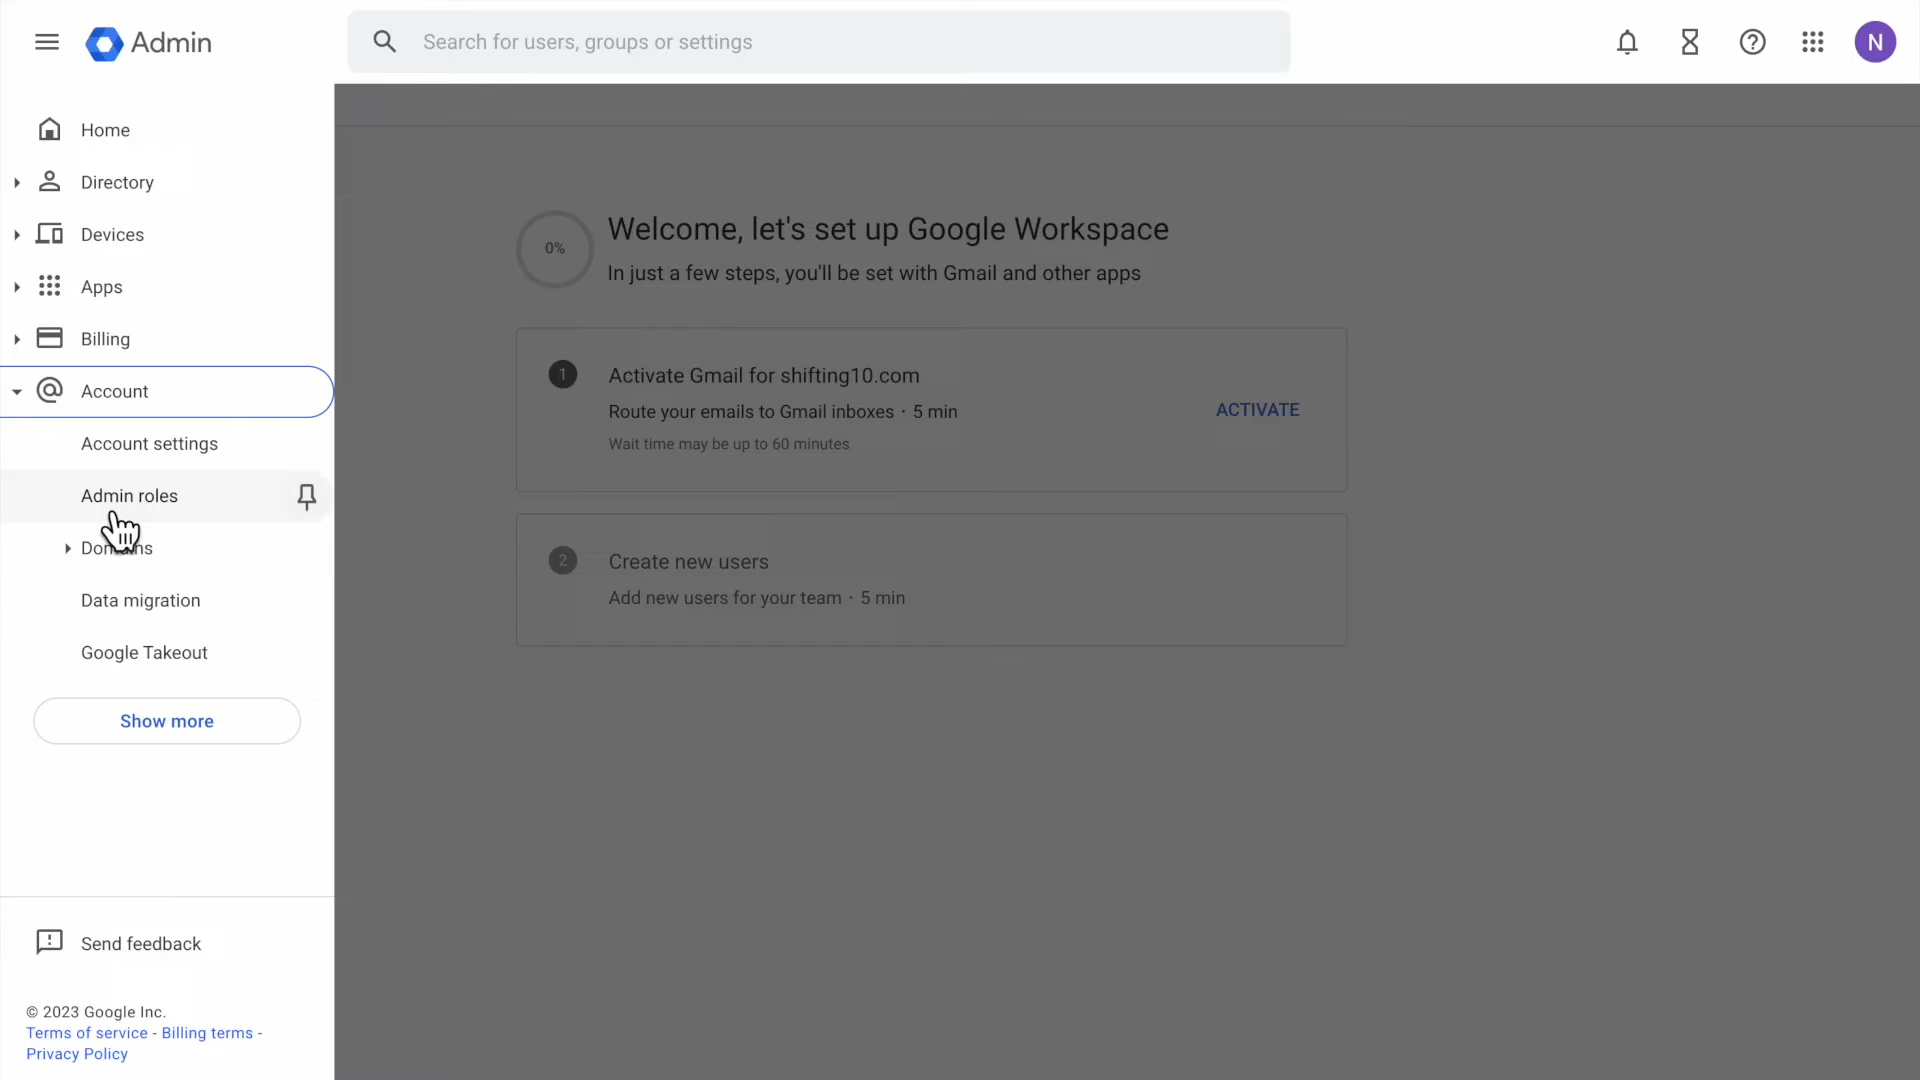 Admin
Search for users, groups or settings
N
Home
Directory
Devices
Apps
Billing
Account
Account settings
Admin roles
Domains
Data migration
Google Takeout
Show more
Send feedback
© 2023 Google Inc.
Terms of service - Billing terms -
Privacy Policy
0%
Welcome, let's set up Google Workspace
In just a few steps, you'll be set with Gmail and other apps
1
Activate Gmail for shifting10.com
Route your emails to Gmail inboxes · 5 min
Wait time may be up to 60 minutes
ACTIVATE
2
Create new users
Add new users for your team · 5 min